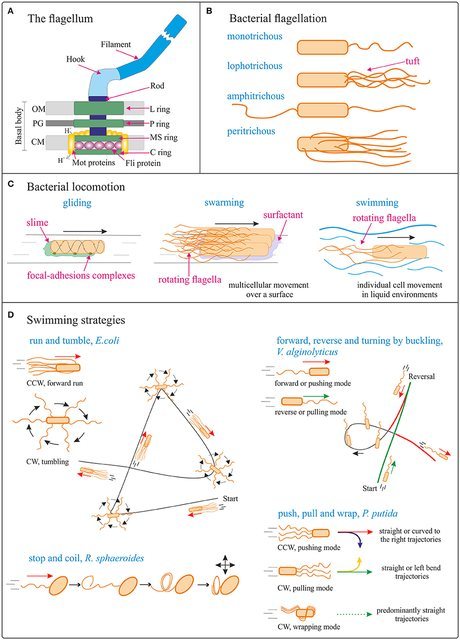 A The flagellum
Filament
Hook
Rod
Basal body
OM
L ring
PG
P ring
H+
MS ring
CM
C ring
H+
Mot proteins
Fli protein
B Bacterial flagellation
monotrichous
lophotrichous
tuft
amphitrichous
peritrichous
C Bacterial locomotion
gliding
slime
focal-adhesions complexes
swarming
surfactant
rotating flagella
multicellular movement
over a surface
swimming
rotating flagella
individual cell movement
in liquid environments
D Swimming strategies
run and tumble, E.coli
CCW, forward run
CW, tumbling
Start
forward, reverse and turning by buckling,
V. alginolyticus
forward or pushing mode
reverse or pulling mode
Reversal
Start
stop and coil, R. sphaeroides
push, pull and wrap, P. putida
CCW, pushing mode
straight or curved to
the right trajectories
CW, pulling mode
straight or left bend
trajectories
CW, wrapping mode
predominantly straight
trajectories